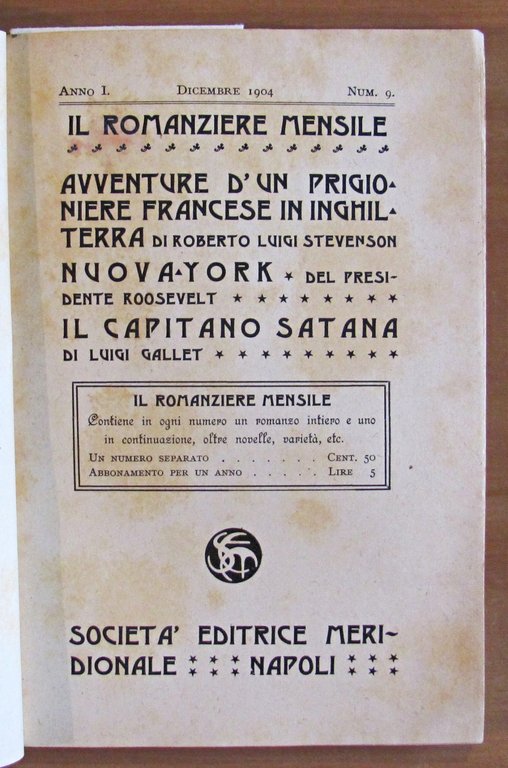 ANNO I. DICEMBRE 1904 NUM. 9.
IL ROMANZIERE MENSILE
AVVENTURE D'UN PRIGIO-
NIERE FRANCESE IN INGHIL-
TERRA DI ROBERTO LUIGI STEVENSON
NUOVA-YORK * DEL PRESI-
DENTE ROOSEVELT * * * * * * * *
IL CAPITANO SATANA
DI LUIGI GALLET * * * * * * * * *
IL ROMANZIERE MENSILE
Contiene in ogni numero un romanzo intiero e uno
in continuazione, oltre novelle, varietà, etc.
UN NUMERO SEPARATO . . . . . . . CENT. 50
ABBONAMENTO PER UN ANNO . . . . . LIRE 5
SOCIETA' EDITRICE MERI-
DIONALE NAPOLI